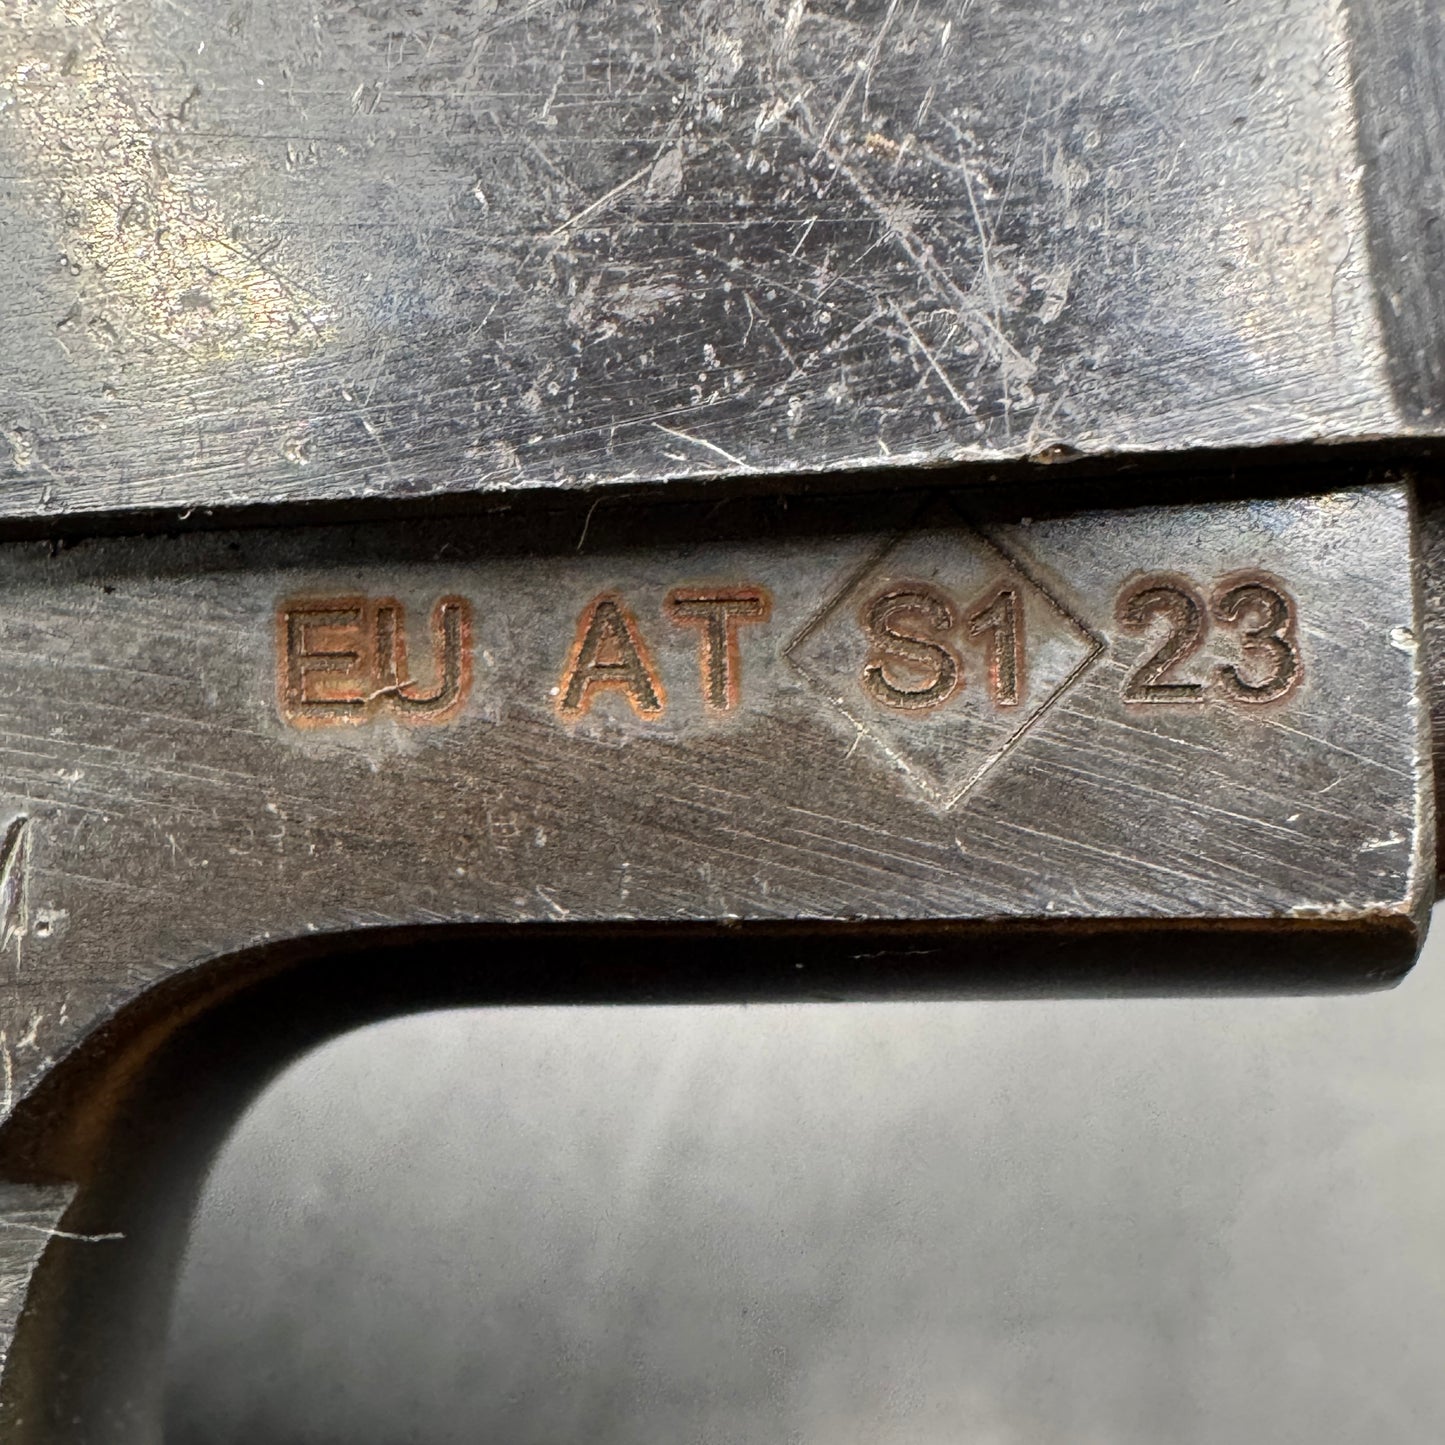 EU AT S1 23